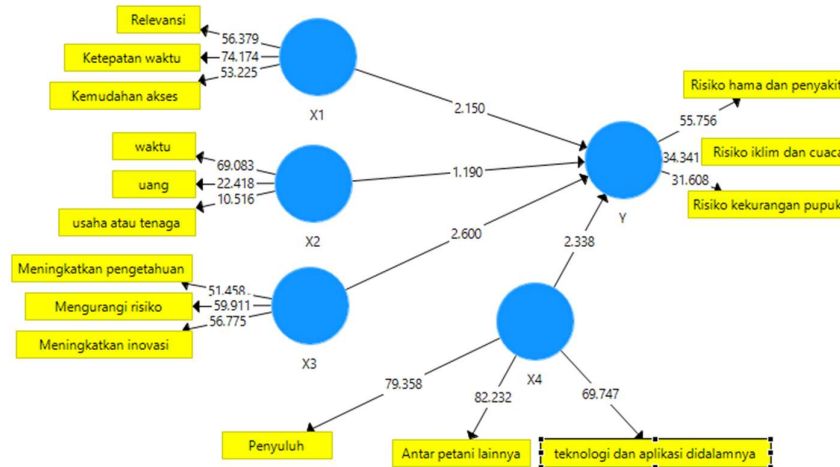 Relevansi
56.379
Ketepatan waktu
74.174
53.225
Kemudahan akses
X1
2.150
Risiko hama dan penyakit
55.756
waktu
69.083
uang
22.418
10.516
usaha atau tenaga
X2
1.190
34.341
Risiko iklim dan cuaca
31.608
Risiko kekurangan pupuk
Y
2.600
2.338
Meningkatkan pengetahuan
51.458
Mengurangi risiko
59.911
56.775
Meningkatkan inovasi
X3
X4
79.358
82.232
69.747
Penyuluh
Antar petani lainnya
teknologi dan aplikasi didalamnya